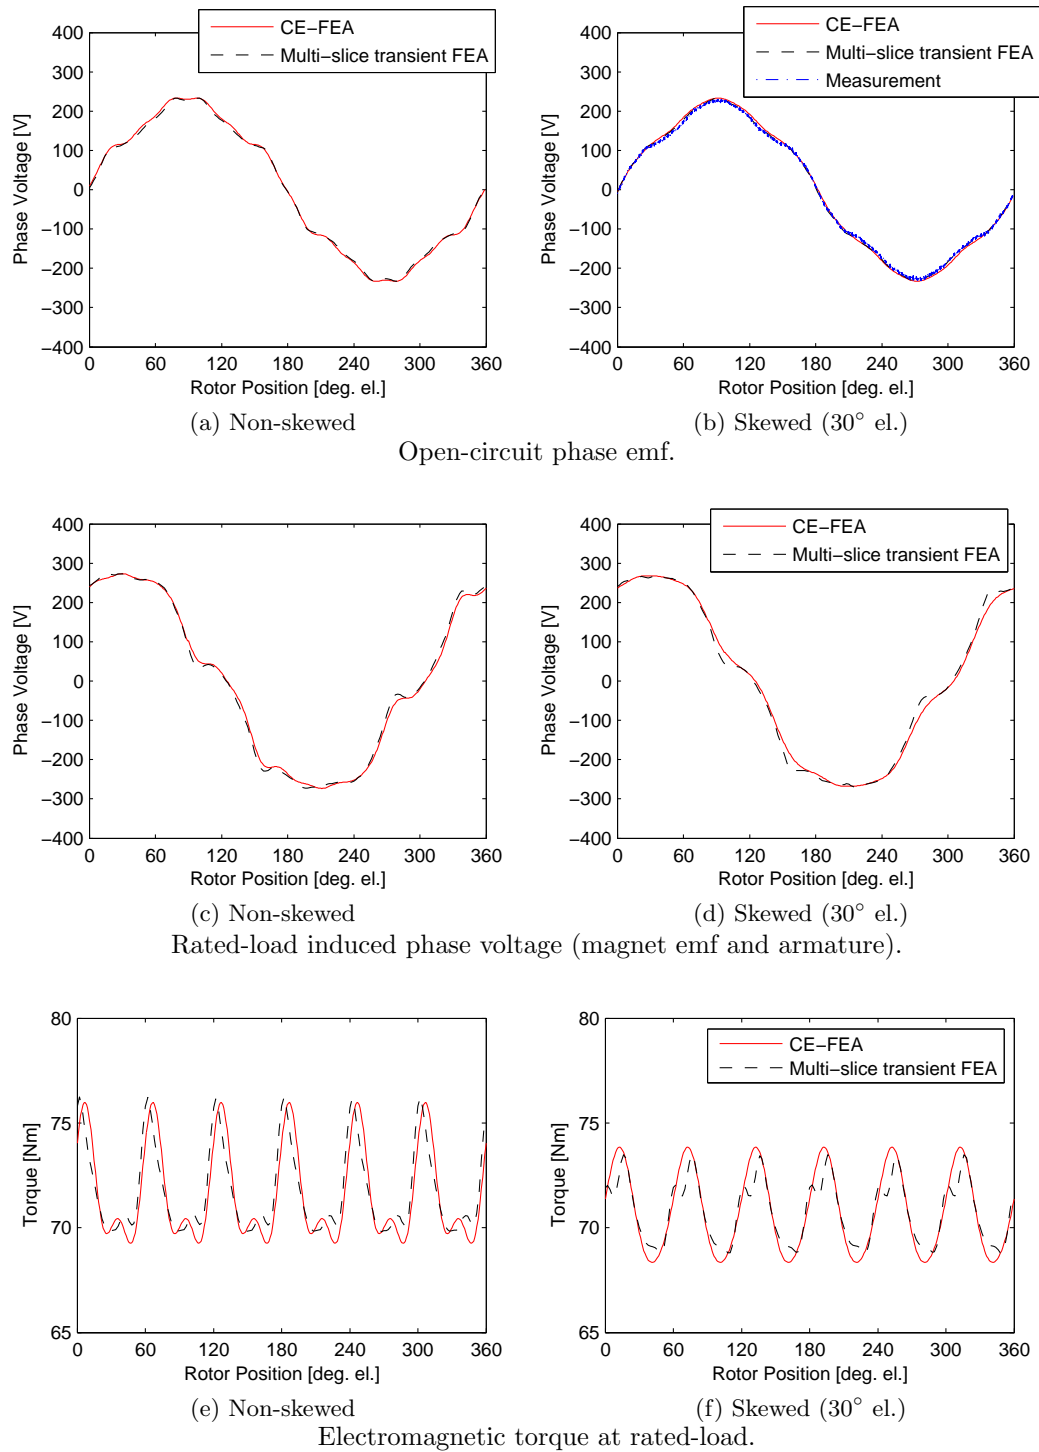 CE−FEA
Multi−slice transient FEA
400
300
200
100
0
−100
−200
−300
−400
Phase Voltage [V]
0 60 120 180 240 300 360
Rotor Position [deg. el.]
(a) Non-skewed
CE−FEA
Multi−slice transient FEA
Measurement
400
300
200
100
0
−100
−200
−300
−400
Phase Voltage [V]
0 60 120 180 240 300 360
Rotor Position [deg. el.]
(b) Skewed (30° el.)
Open-circuit phase emf.
400
300
200
100
0
−100
−200
−300
−400
Phase Voltage [V]
0 60 120 180 240 300 360
Rotor Position [deg. el.]
(c) Non-skewed
CE−FEA
Multi−slice transient FEA
400
300
200
100
0
−100
−200
−300
−400
Phase Voltage [V]
0 60 120 180 240 300 360
Rotor Position [deg. el.]
(d) Skewed (30° el.)
Rated-load induced phase voltage (magnet emf and armature).
80
75
70
65
Torque [Nm]
0 60 120 180 240 300 360
Rotor Position [deg. el.]
(e) Non-skewed
CE−FEA
Multi−slice transient FEA
80
75
70
65
Torque [Nm]
0 60 120 180 240 300 360
Rotor Position [deg. el.]
(f) Skewed (30° el.)
Electromagnetic torque at rated-load.